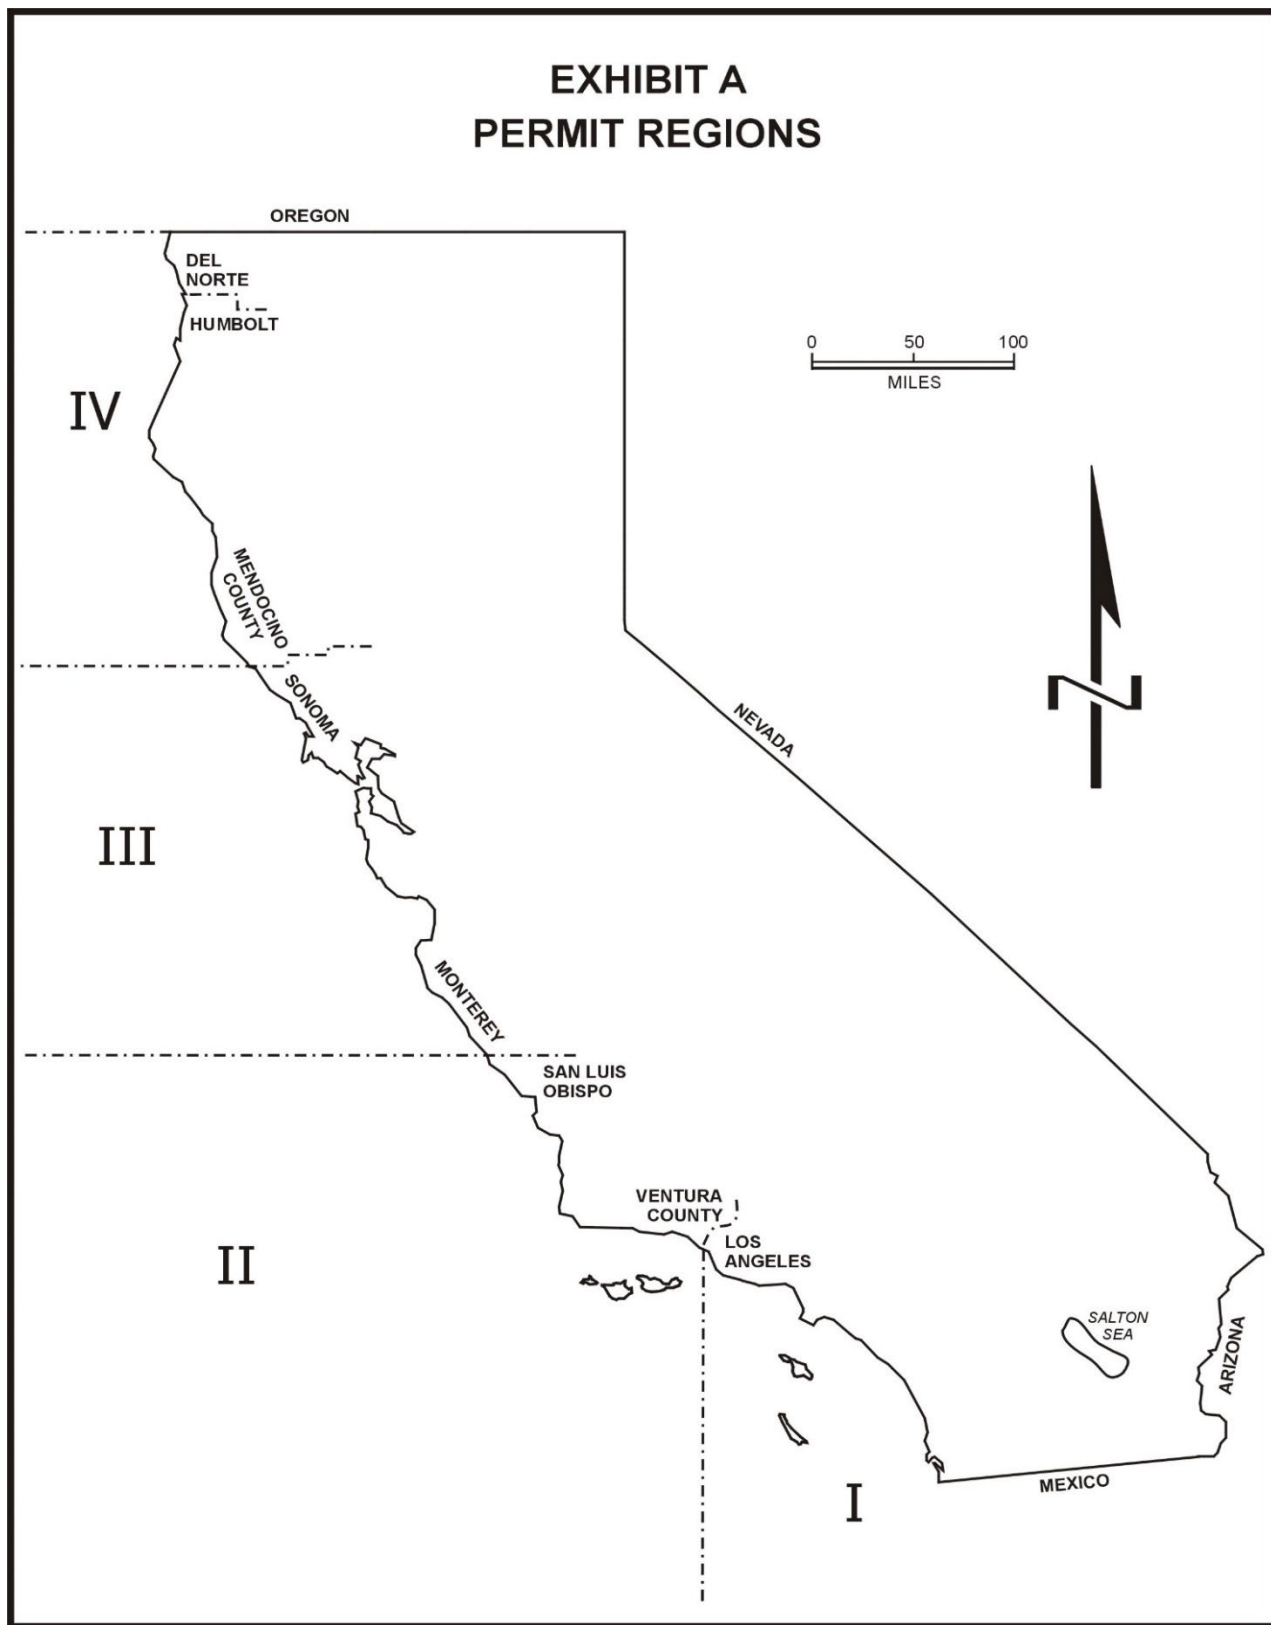 EXHIBIT A
PERMIT REGIONS
OREGON
DEL
NORTE
HUMBOLT
0 50 100
MILES
IV
MENDOCINO
COUNTY
SONOMA
NEVADA
III
MONTEREY
SAN LUIS
OBISPO
VENTURA
COUNTY
LOS
ANGELES
II
SALTON
SEA
ARIZONA
MEXICO
I